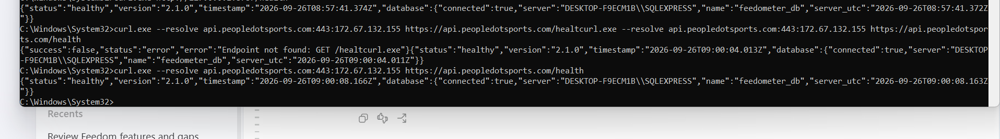 {"status":"healthy","version":"2.1.0","timestamp":"2026-09-26T08:57:41.374Z","database":{"connected":true,"server":"DESKTOP-F9ECM1B\\SQLEXPRESS","name":"feedometer_db","server_utc":"2026-09-26T08:57:41.372Z
"}}
C:\Windows\System32>curl.exe --resolve api.peopledotsports.com:443:172.67.132.155 https://api.peopledotsports.com/healtcurl.exe --resolve api.peopledotsports.com:443:172.67.132.155 https://api.peopledotspor
ts.com/health
{"success":false,"status":"error","error":"Endpoint not found: GET /healtcurl.exe"}{"status":"healthy","version":"2.1.0","timestamp":"2026-09-26T09:00:04.013Z","database":{"connected":true,"server":"DESKTOP
-F9ECM1B\\SQLEXPRESS","name":"feedometer_db","server_utc":"2026-09-26T09:00:04.011Z"}}
C:\Windows\System32>curl.exe --resolve api.peopledotsports.com:443:172.67.132.155 https://api.peopledotsports.com/health
{"status":"healthy","version":"2.1.0","timestamp":"2026-09-26T09:00:08.166Z","database":{"connected":true,"server":"DESKTOP-F9ECM1B\\SQLEXPRESS","name":"feedometer_db","server_utc":"2026-09-26T09:00:08.163Z
"}}
C:\Windows\System32>
Recents
Review Feedom features and gaps